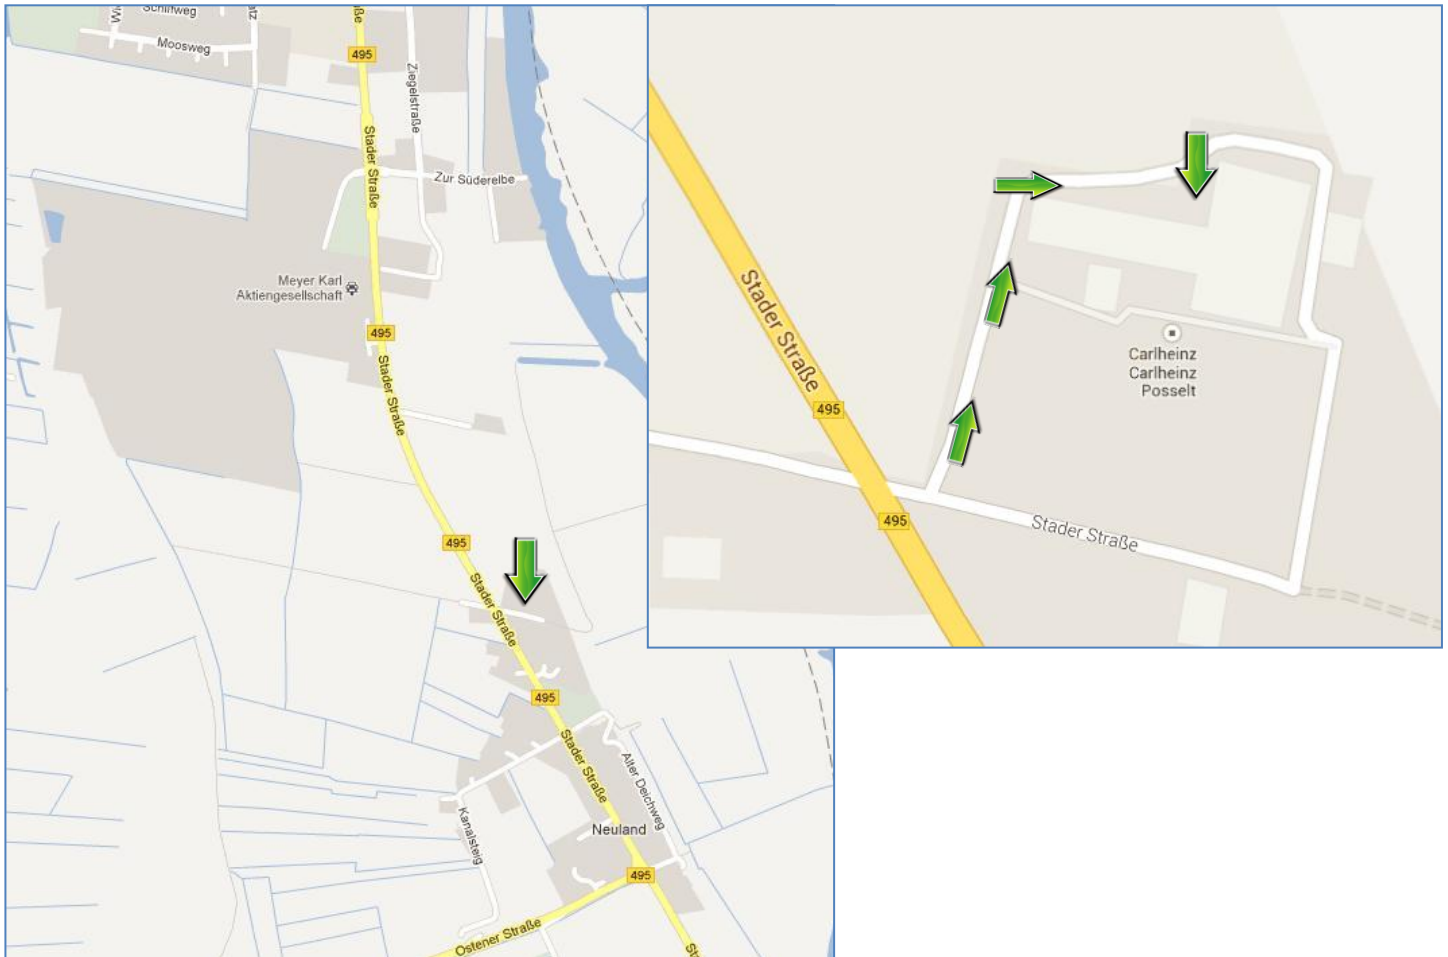 Schilfweg
Moosweg
495
Ziegelstraße
Stader Straße
Zur Süderelbe
Meyer Karl
Aktiengesellschaft
495
Stader Straße
495
Stader Straße
495
Stader Straße
Alter Deichweg
Kanalsteig
Neuland
495
Ostener Straße
Stader Straße
495
Carlheinz
Carlheinz
Posselt
495
Stader Straße